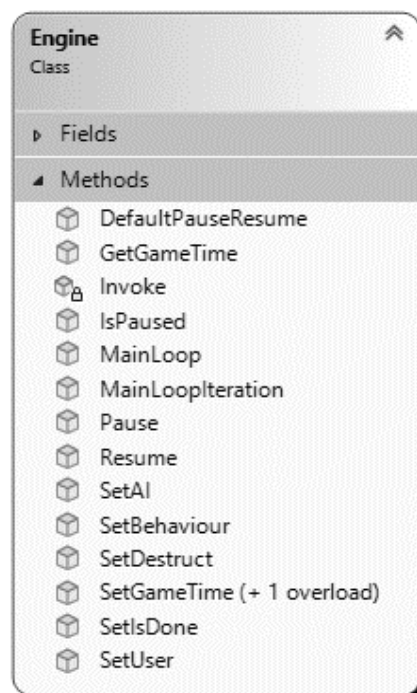 Engine
Class
Fields
Methods
DefaultPauseResume
GetGameTime
Invoke
IsPaused
MainLoop
MainLoopIteration
Pause
Resume
SetAI
SetBehaviour
SetDestruct
SetGameTime (+ 1 overload)
SetIsDone
SetUser